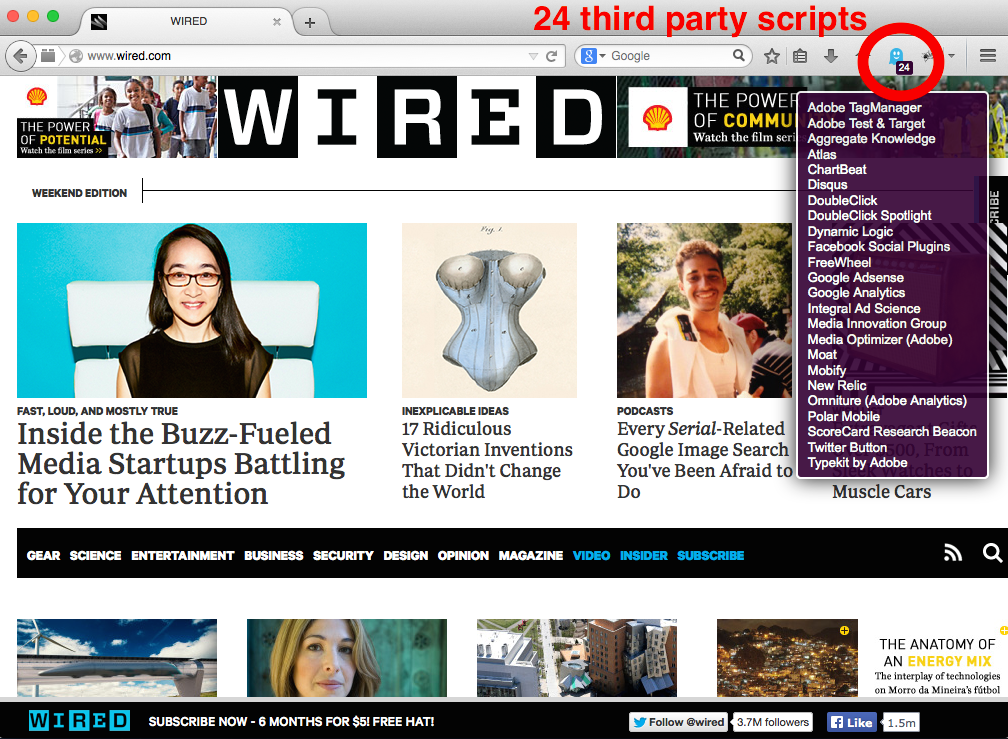 24 third party scripts
WIRED
www.wired.com
Google
24
THE POWER
OF POTENTIAL
Watch the film series >>
WIRED
THE POWER
OF COMMUN
Watch the film series
Adobe TagManager
Adobe Test & Target
Aggregate Knowledge
Atlas
ChartBeat
Disqus
DoubleClick
DoubleClick Spotlight
Dynamic Logic
Facebook Social Plugins
FreeWheel
Google Adsense
Google Analytics
Integral Ad Science
Media Innovation Group
Media Optimizer (Adobe)
Moat
Mobify
New Relic
Omniture (Adobe Analytics)
Polar Mobile
ScoreCard Research Beacon
Twitter Button
Typekit by Adobe
WEEKEND EDITION
CRIBE
FAST, LOUD, AND MOSTLY TRUE
Inside the Buzz-Fueled
Media Startups Battling
for Your Attention
Fig. 1.
INEXPLICABLE IDEAS
17 Ridiculous
Victorian Inventions
That Didn't Change
the World
PODCASTS
Every Serial-Related
Google Image Search
You've Been Afraid to
Do
500, From
Sleek Watches to
Muscle Cars
GEAR SCIENCE ENTERTAINMENT BUSINESS SECURITY DESIGN OPINION MAGAZINE VIDEO INSIDER SUBSCRIBE
THE ANATOMY OF
AN ENERGY MIX
The interplay of technologies
on Morro da Mineira's fútbol
WIRED
SUBSCRIBE NOW - 6 MONTHS FOR $5! FREE HAT!
Follow @wired
3.7M followers
Like
1.5m